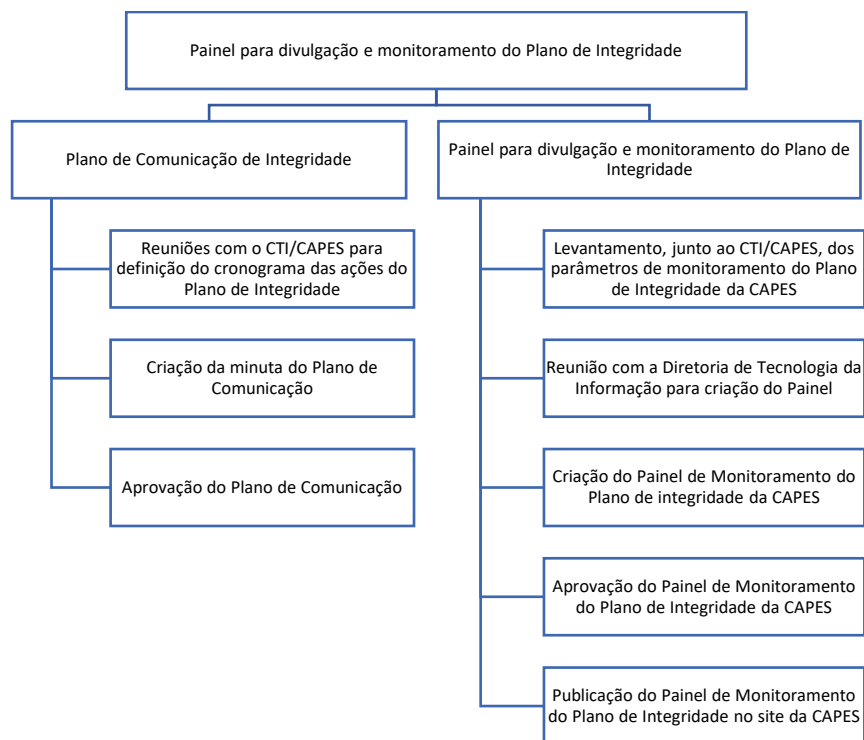 Painel para divulgação e monitoramento do Plano de Integridade
Plano de Comunicação de Integridade
Reuniões com o CTI/CAPES para
definição do cronograma das ações do
Plano de Integridade
Criação da minuta do Plano de
Comunicação
Aprovação do Plano de Comunicação
Painel para divulgação e monitoramento do Plano de
Integridade
Levantamento, junto ao CTI/CAPES, dos
parâmetros de monitoramento do Plano
de Integridade da CAPES
Reunião com a Diretoria de Tecnologia da
Informação para criação do Painel
Criação do Painel de Monitoramento do
Plano de integridade da CAPES
Aprovação do Painel de Monitoramento
do Plano de Integridade da CAPES
Publicação do Painel de Monitoramento
do Plano de Integridade no site da CAPES